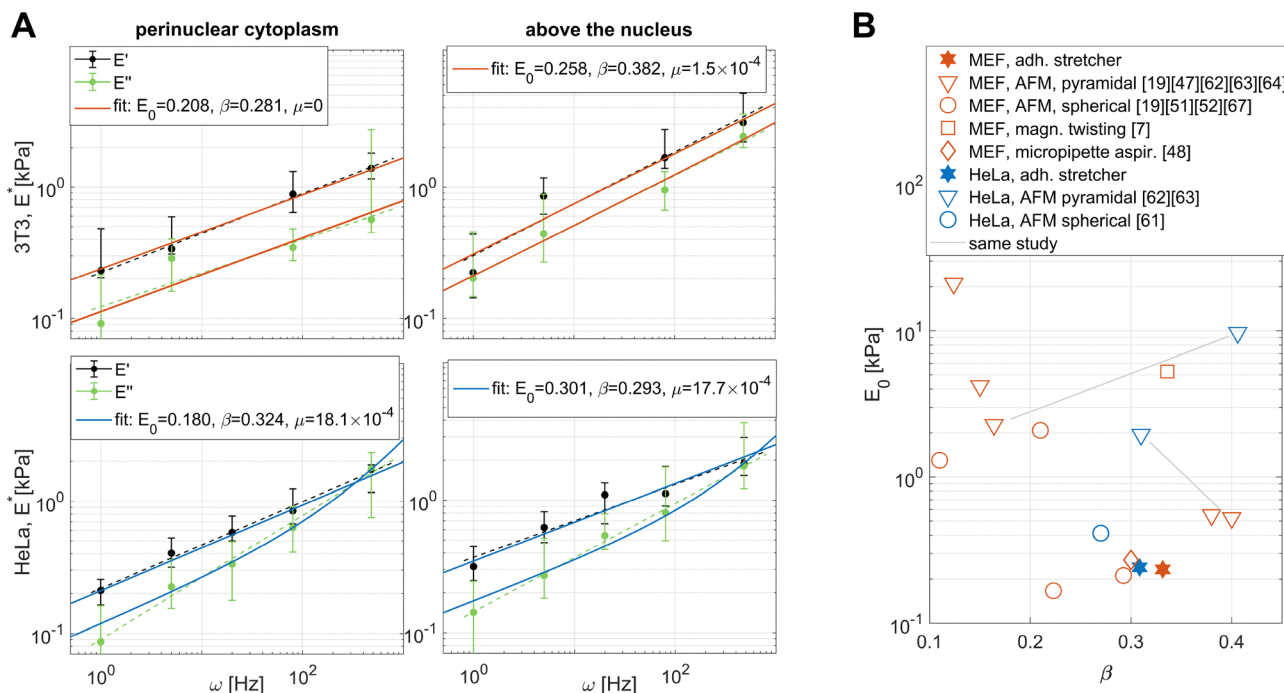 A
perinuclear cytoplasm
above the nucleus
B
E'
E"
fit: E₀=0.208, β=0.281, μ=0
fit: E₀=0.258, β=0.382, μ=1.5×10⁻⁴
3T3, E* [kPa]
10⁰
10⁻¹
E'
E"
fit: E₀=0.180, β=0.324, μ=18.1×10⁻⁴
fit: E₀=0.301, β=0.293, μ=17.7×10⁻⁴
HeLa, E* [kPa]
10⁰
10⁰
10⁻¹
10⁻¹
10⁰
10²
10⁰
10²
ω [Hz]
ω [Hz]
MEF, adh. stretcher
MEF, AFM, pyramidal [19][47][62][63][64]
MEF, AFM, spherical [19][51][52][67]
MEF, magn. twisting [7]
MEF, micropipette aspir. [48]
HeLa, adh. stretcher
HeLa, AFM pyramidal [62][63]
HeLa, AFM spherical [61]
same study
E₀ [kPa]
10²
10¹
10⁰
10⁻¹
0.1
0.2
0.3
0.4
β